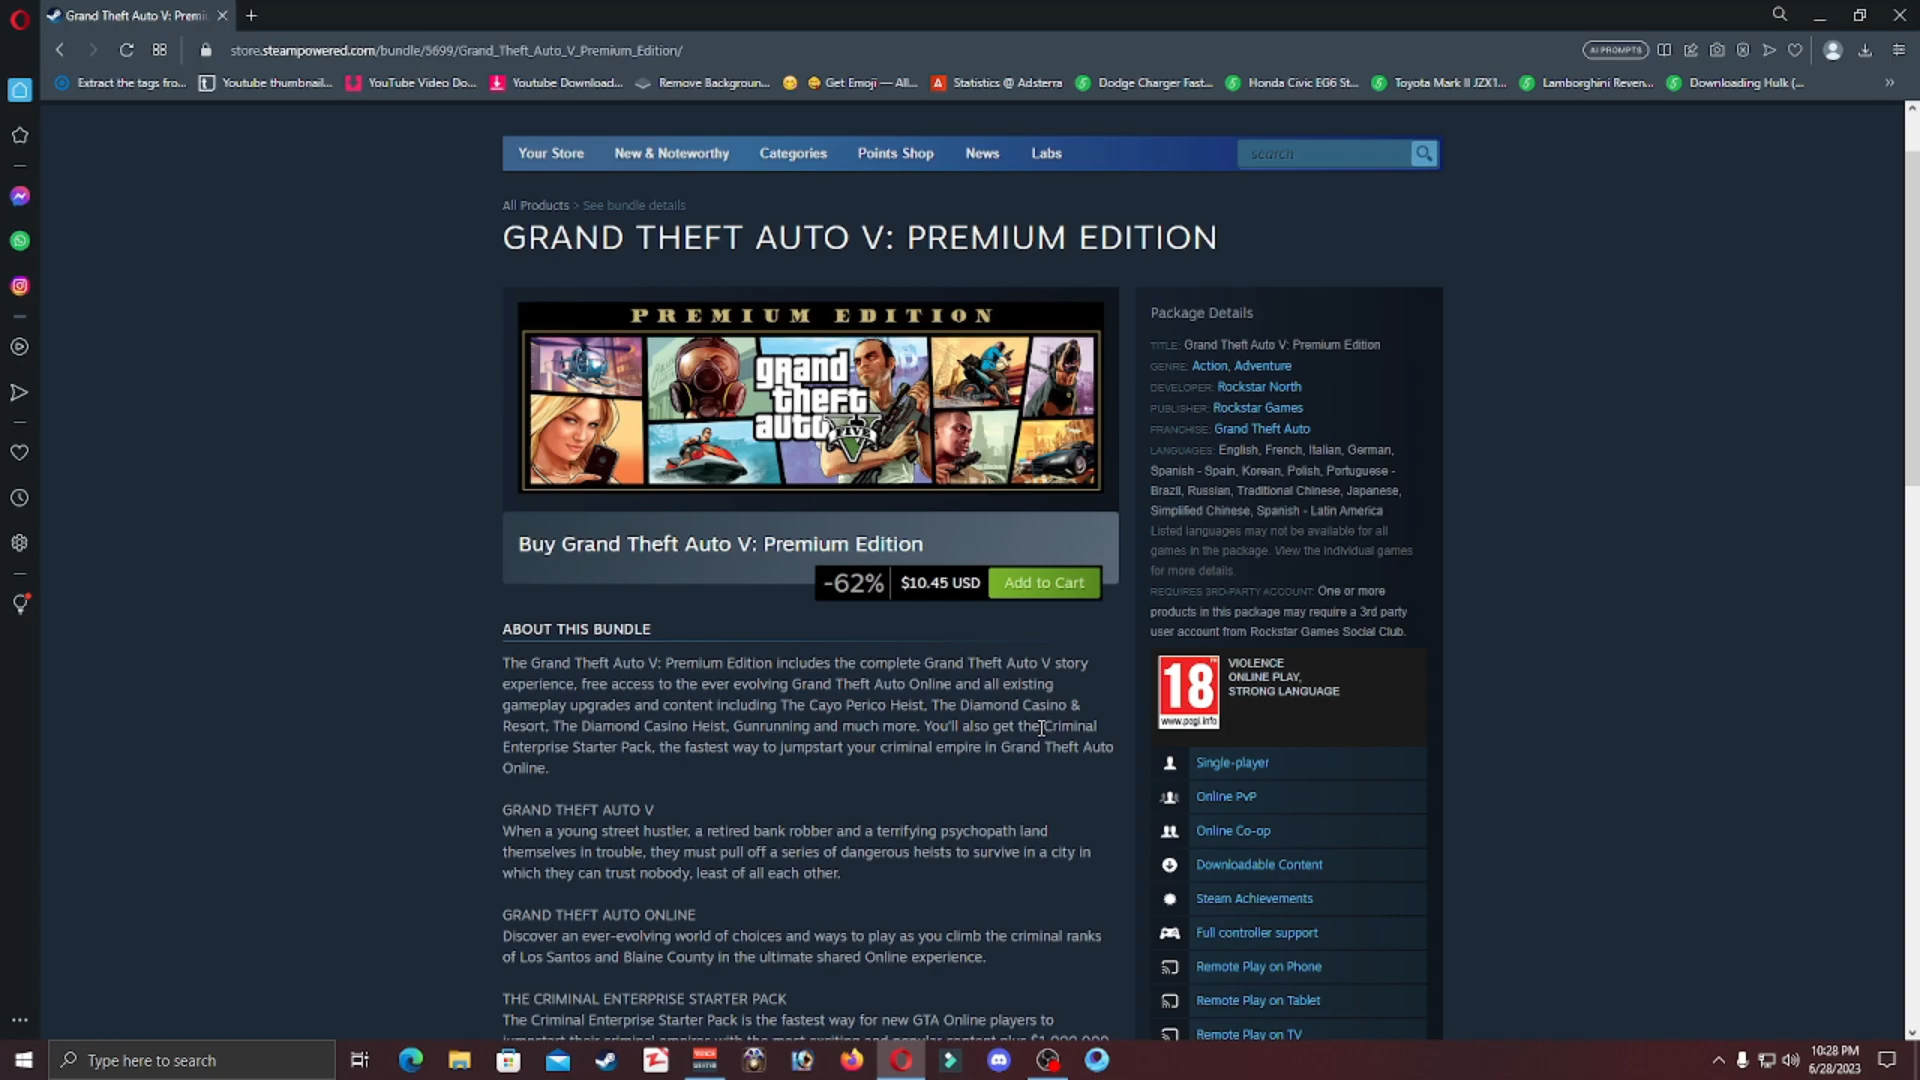 Grand Theft Auto V: Premi
store.steampowered.com/bundle/5699/Grand_Theft_Auto_V_Premium_Edition/
AI PROMPTS
Extract the tags fro...
Youtube thumbnail...
YouTube Video Do...
Youtube Download...
Remove Backgroun...
Get Emoji — All...
Statistics @ Adsterra
Dodge Charger Fast...
Honda Civic EG6 St...
Toyota Mark II JZX1...
Lamborghini Reven...
Downloading Hulk (...
Your Store
New & Noteworthy
Categories
Points Shop
News
Labs
search
All Products > See bundle details
GRAND THEFT AUTO V: PREMIUM EDITION
PREMIUM EDITION
grand
theft
auto
FIVE
Buy Grand Theft Auto V: Premium Edition
-62%
$10.45 USD
Add to Cart
ABOUT THIS BUNDLE
The Grand Theft Auto V: Premium Edition includes the complete Grand Theft Auto V story
experience, free access to the ever evolving Grand Theft Auto Online and all existing
gameplay upgrades and content including The Cayo Perico Heist, The Diamond Casino &
Resort, The Diamond Casino Heist, Gunrunning and much more. You'll also get the Criminal
Enterprise Starter Pack, the fastest way to jumpstart your criminal empire in Grand Theft Auto
Online.
GRAND THEFT AUTO V
When a young street hustler, a retired bank robber and a terrifying psychopath land
themselves in trouble, they must pull off a series of dangerous heists to survive in a city in
which they can trust nobody, least of all each other.
GRAND THEFT AUTO ONLINE
Discover an ever-evolving world of choices and ways to play as you climb the criminal ranks
of Los Santos and Blaine County in the ultimate shared Online experience.
THE CRIMINAL ENTERPRISE STARTER PACK
The Criminal Enterprise Starter Pack is the fastest way for new GTA Online players to
Package Details
TITLE: Grand Theft Auto V: Premium Edition
GENRE: Action, Adventure
DEVELOPER: Rockstar North
PUBLISHER: Rockstar Games
FRANCHISE: Grand Theft Auto
LANGUAGES: English, French, Italian, German,
Spanish - Spain, Korean, Polish, Portuguese -
Brazil, Russian, Traditional Chinese, Japanese,
Simplified Chinese, Spanish - Latin America
Listed languages may not be available for all
games in the package. View the individual games
for more details.
REQUIRES 3RD-PARTY ACCOUNT: One or more
products in this package may require a 3rd party
user account from Rockstar Games Social Club.
18
www.pegi.info
VIOLENCE
ONLINE PLAY,
STRONG LANGUAGE
Single-player
Online PvP
Online Co-op
Downloadable Content
Steam Achievements
Full controller support
Remote Play on Phone
Remote Play on Tablet
Remote Play on TV
Type here to search
10:28 PM
6/28/2023